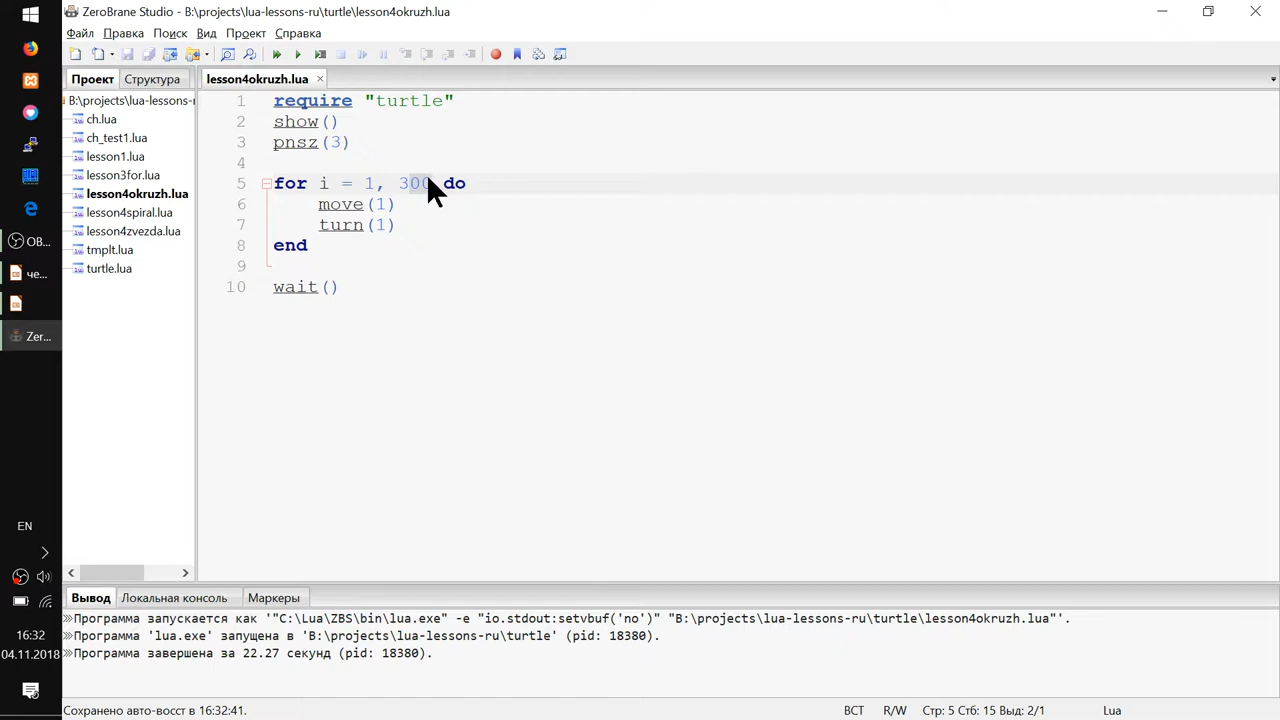 ZeroBrane Studio - B:\projects\lua-lessons-ru\turtle\lesson4okruzh.lua
Файл Правка Поиск Вид Проект Справка
Проект Структура
lesson4okruzh.lua
B:\projects\lua-lessons-r
ch.lua
ch_test1.lua
lesson1.lua
lesson3for.lua
lesson4okruzh.lua
lesson4spiral.lua
lesson4zvezda.lua
tmplt.lua
turtle.lua
1 require "turtle"
2 show()
3 pnsz(3)
4
5 for i = 1, 300 do
6 move(1)
7 turn(1)
8 end
9
10 wait()
ОВ...
че...
Zer...
EN
16:32
04.11.2018
Вывод Локальная консоль Маркеры
Программа запускается как '"C:\Lua\ZBS\bin\lua.exe" -e "io.stdout:setvbuf('no')" "B:\projects\lua-lessons-ru\turtle\lesson4okruzh.lua"'.
Программа 'lua.exe' запущена в 'B:\projects\lua-lessons-ru\turtle' (pid: 18380).
Программа завершена за 22.27 секунд (pid: 18380).
Сохранено авто-восст в 16:32:41.
ВСТ R/W Стр: 5 Стб: 15 Выд: 2/1 Lua